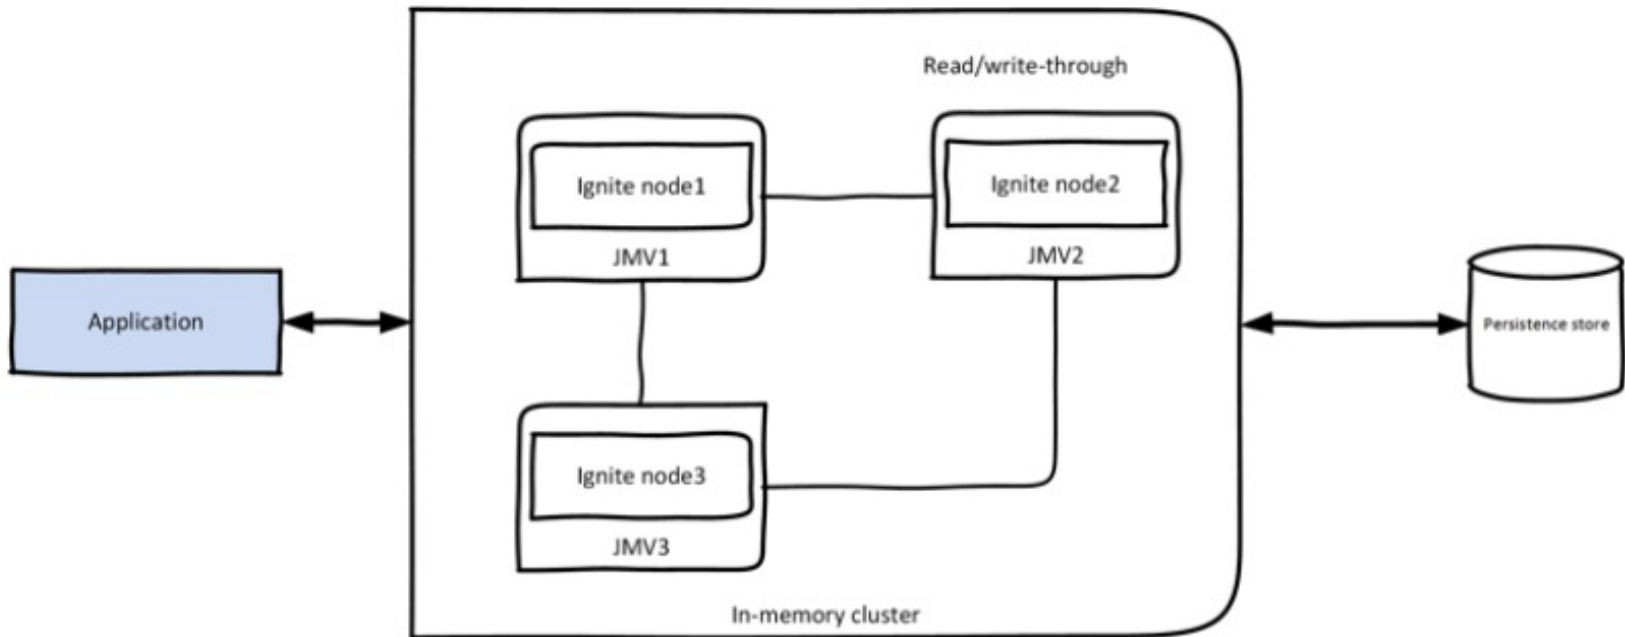 Read/write-through
Ignite node1
JMV1
Ignite node2
JMV2
Application
Persistence store
Ignite node3
JMV3
In-memory cluster